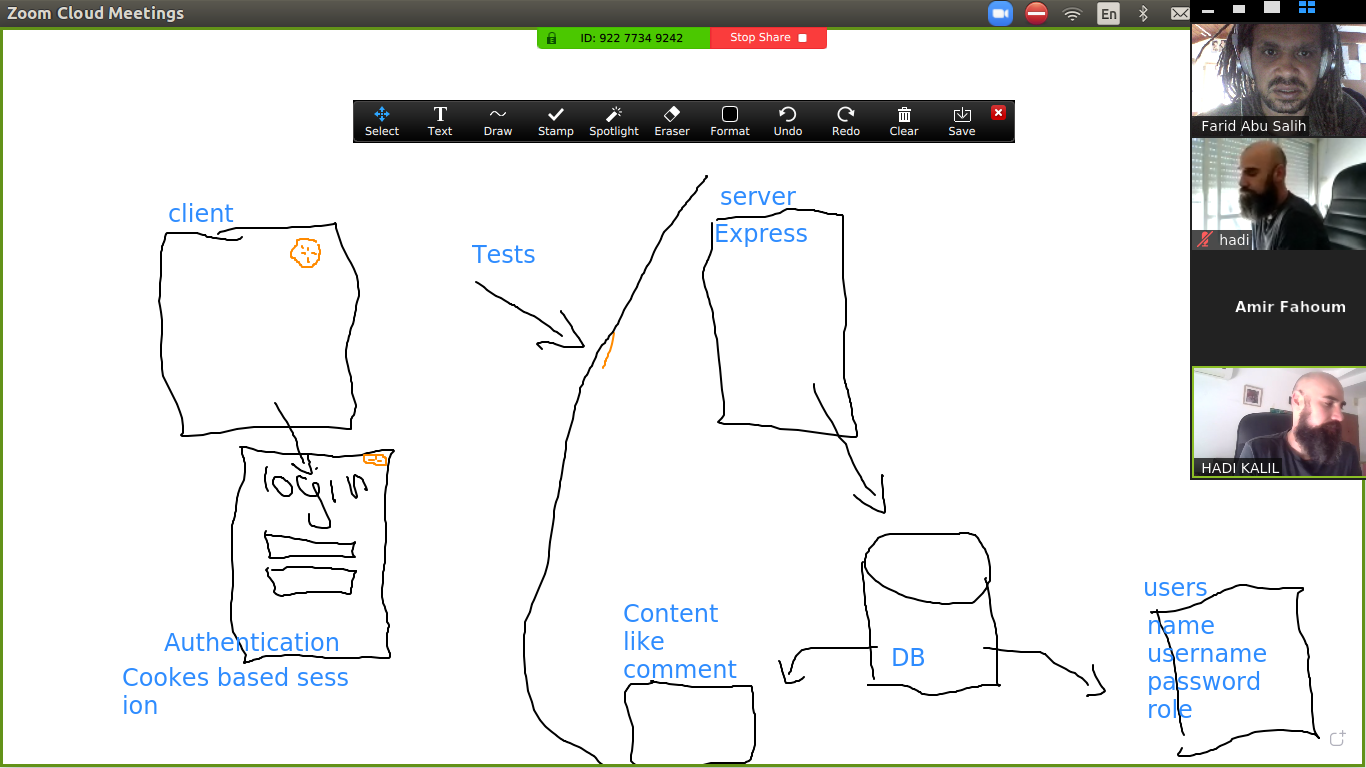 Zoom Cloud Meetings
En
ID: 922 7734 9242
Stop Share
Select
Text
Draw
Stamp
Spotlight
Eraser
Format
Undo
Redo
Clear
Save
Farid Abu Salih
hadi
Amir Fahoum
HADI KALIL
client
server
Express
Tests
login
Authentication
Cookes based sess
ion
Content
like
comment
DB
users
name
username
password
role